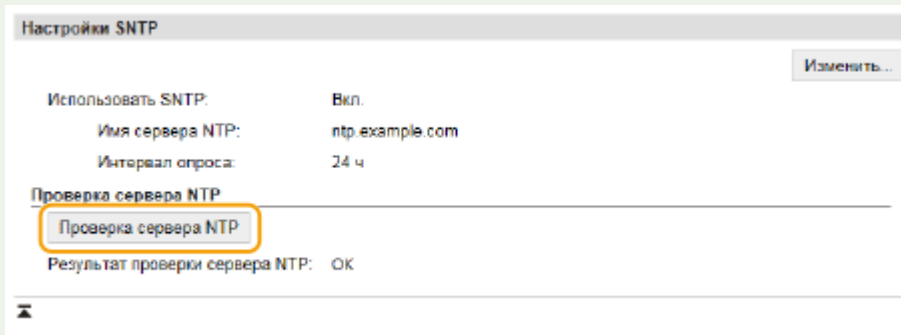 Настройки SNTP
Изменить...
Использовать SNTP: Вкл.
Имя сервера NTP: ntp.example.com
Интервал опроса: 24 ч
Проверка сервера NTP
Проверка сервера NTP
Результат проверки сервера NTP: OK